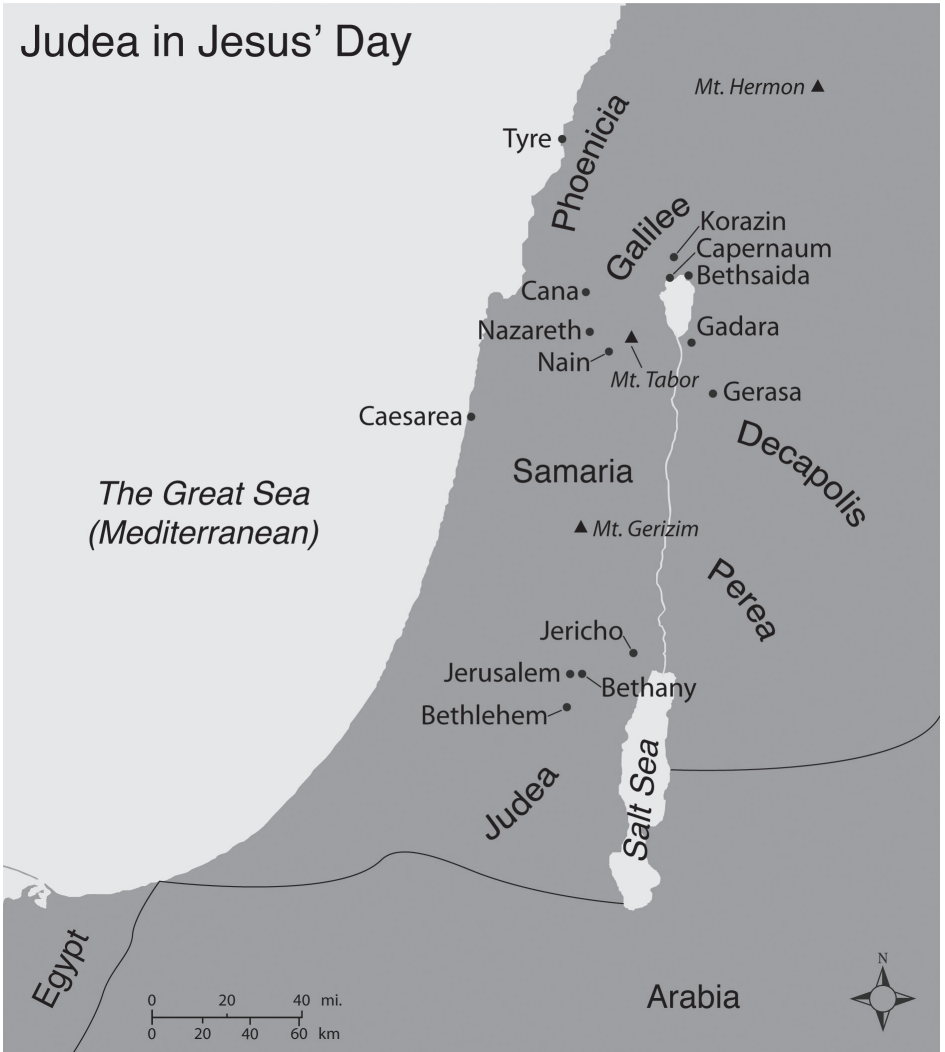 Judea in Jesus’ Day
Mt. Hermon
Tyre
Phoenicia
Galilee
Korazin
Capernaum
Bethsaida
Cana
Nazareth
Gadara
Nain
Mt. Tabor
Gerasa
Caesarea
Decapolis
Samaria
The Great Sea
(Mediterranean)
Mt. Gerizim
Perea
Jericho
Jerusalem
Bethany
Bethlehem
Salt Sea
Judea
Egypt
Arabia
N
0 20 40 mi.
0 20 40 60 km